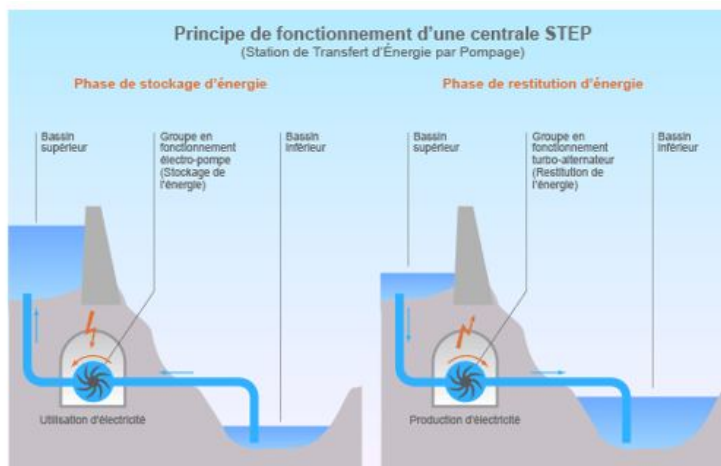 Principe de fonctionnement d'une centrale STEP
(Station de Transfert d'Énergie par Pompage)
Phase de stockage d'énergie
Bassin
supérieur
Groupe en
fonctionnement
électro-pompe
(Stockage de
l'énergie)
Bassin
inférieur
Utilisation d'électricité
Phase de restitution d'énergie
Bassin
supérieur
Groupe en
fonctionnement
turbo-alternateur
(Restitution de
l'énergie)
Bassin
inférieur
Production d'électricité